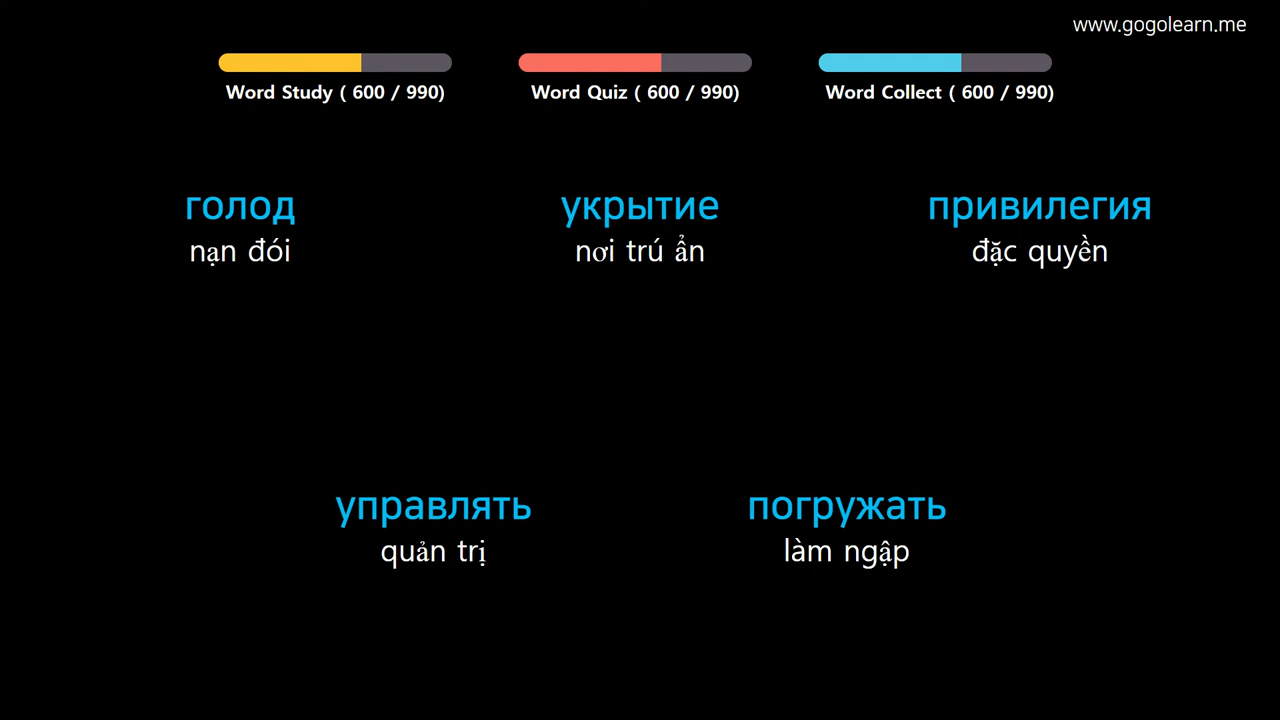 www.gogolearn.me
Word Study ( 600 / 990)
Word Quiz ( 600 / 990)
Word Collect ( 600 / 990)
голод
nạn đói
укрытие
nơi trú ẩn
привилегия
đặc quyền
управлять
quản trị
погружать
làm ngập